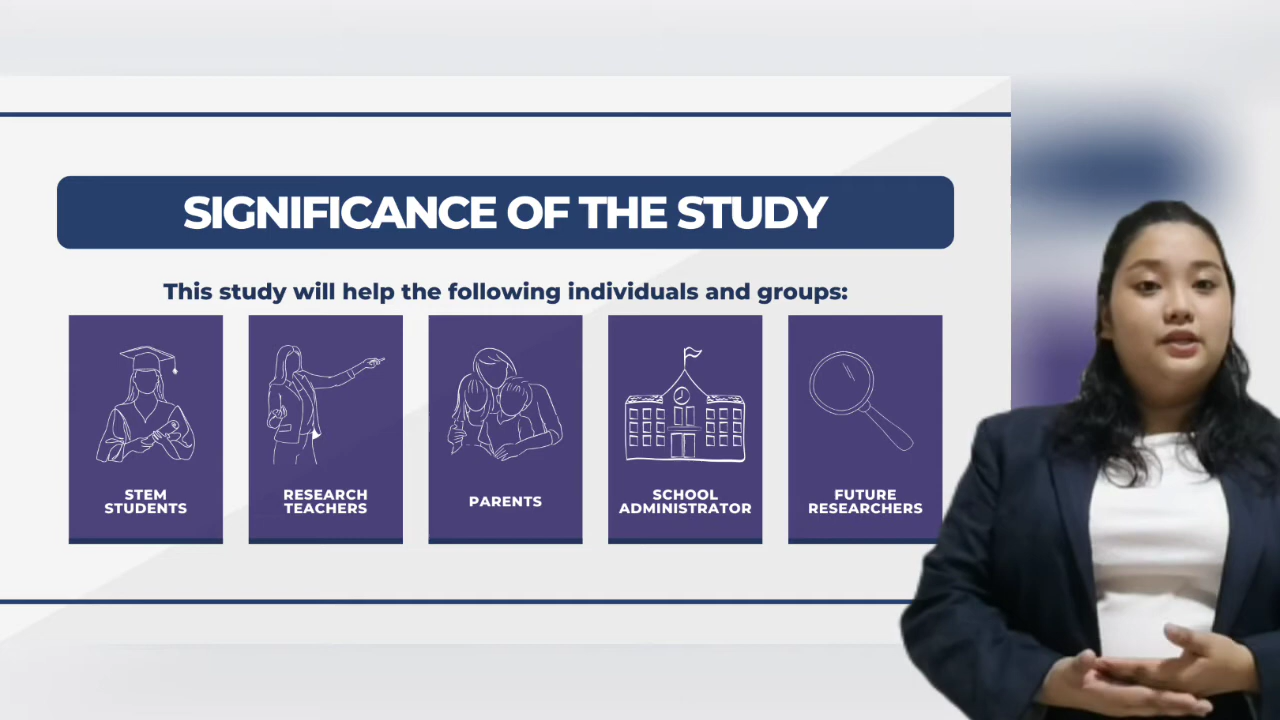 SIGNIFICANCE OF THE STUDY
This study will help the following individuals and groups:
STEM
STUDENTS
RESEARCH
TEACHERS
PARENTS
SCHOOL
ADMINISTRATOR
FUTURE
RESEARCHERS